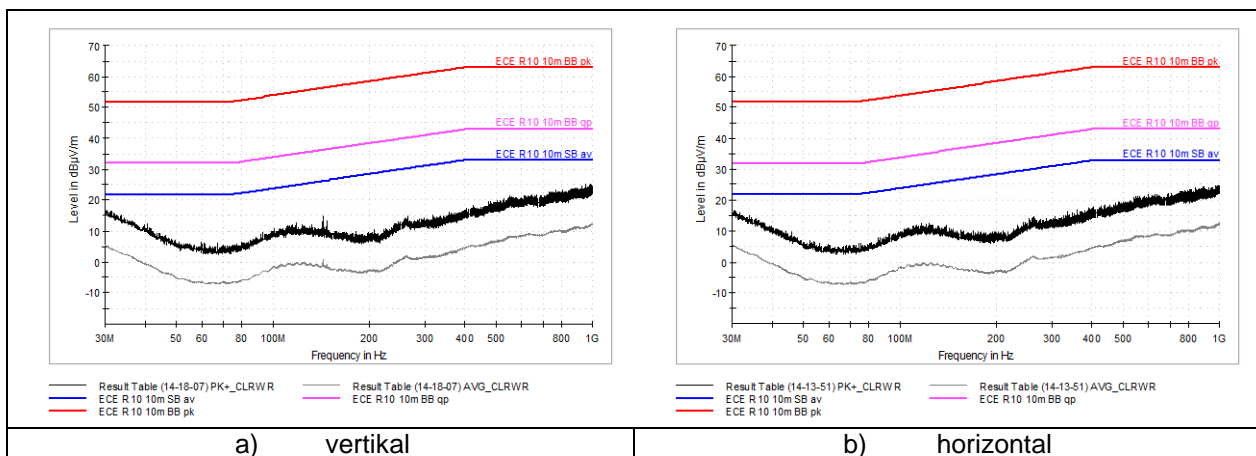 70
60
50
40
30
20
10
0
-10
Level in dBµV/m
ECE R10 10m BB pk
ECE R10 10m BB qp
ECE R10 10m SB av
30M 50 60 80 100M 200 300 400 500 800 1G
Frequency in Hz
Result Table (14-18-07) PK+_CLRWR Result Table (14-18-07) AVG_CLRWR
ECE R10 10m SB av ECE R10 10m BB qp
ECE R10 10m BB pk
70
60
50
40
30
20
10
0
-10
Level in dBµV/m
ECE R10 10m BB pk
ECE R10 10m BB qp
ECE R10 10m SB av
30M 50 60 80 100M 200 300 400 500 800 1G
Frequency in Hz
Result Table (14-13-51) PK+_CLRWR Result Table (14-13-51) AVG_CLRWR
ECE R10 10m SB av ECE R10 10m BB qp
ECE R10 10m BB pk
a) vertikal
b) horizontal